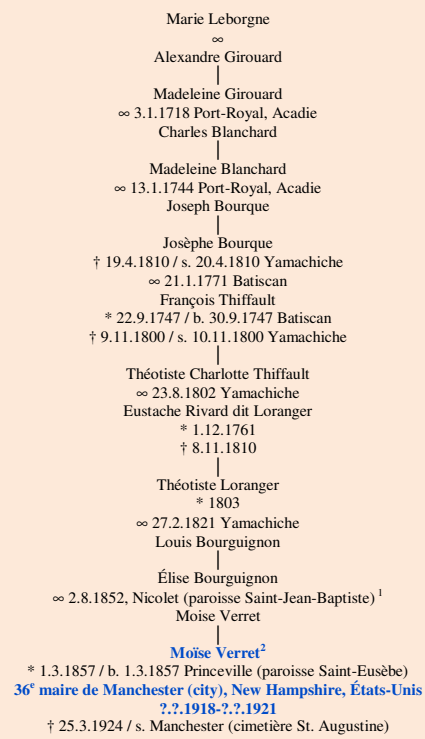 Marie Leborgne
∞
Alexandre Girouard
Madeleine Girouard
∞ 3.1.1718 Port-Royal, Acadie
Charles Blanchard
Madeleine Blanchard
∞ 13.1.1744 Port-Royal, Acadie
Joseph Bourque
Josèphe Bourque
† 19.4.1810 / s. 20.4.1810 Yamachiche
∞ 21.1.1771 Batiscan
François Thiffault
* 22.9.1747 / b. 30.9.1747 Batiscan
† 9.11.1800 / s. 10.11.1800 Yamachiche
Théotiste Charlotte Thiffault
∞ 23.8.1802 Yamachiche
Eustache Rivard dit Loranger
* 1.12.1761
† 8.11.1810
Théotiste Loranger
* 1803
∞ 27.2.1821 Yamachiche
Louis Bourguignon
Élise Bourguignon
∞ 2.8.1852, Nicolet (paroisse Saint-Jean-Baptiste) ¹
Moise Verret
Moïse Verret²
* 1.3.1857 / b. 1.3.1857 Princeville (paroisse Saint-Eusèbe)
36ᵉ maire de Manchester (city), New Hampshire, États-Unis
?.?.1918-?.?.1921
† 25.3.1924 / s. Manchester (cimetière St. Augustine)